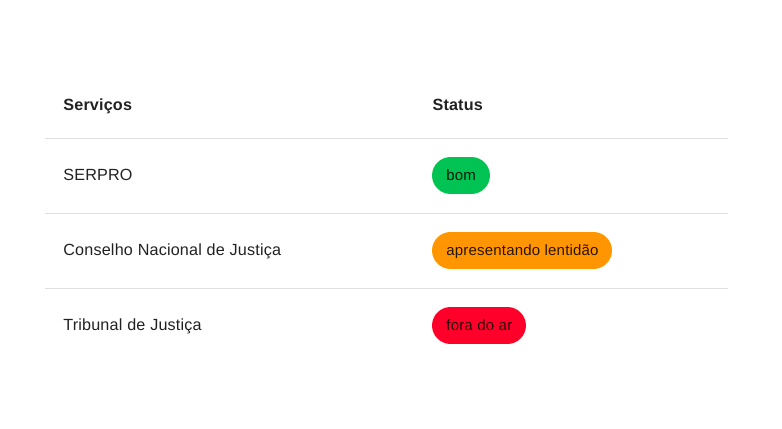 Serviços Status
SERPRO bom
Conselho Nacional de Justiça apresentando lentidão
Tribunal de Justiça fora do ar